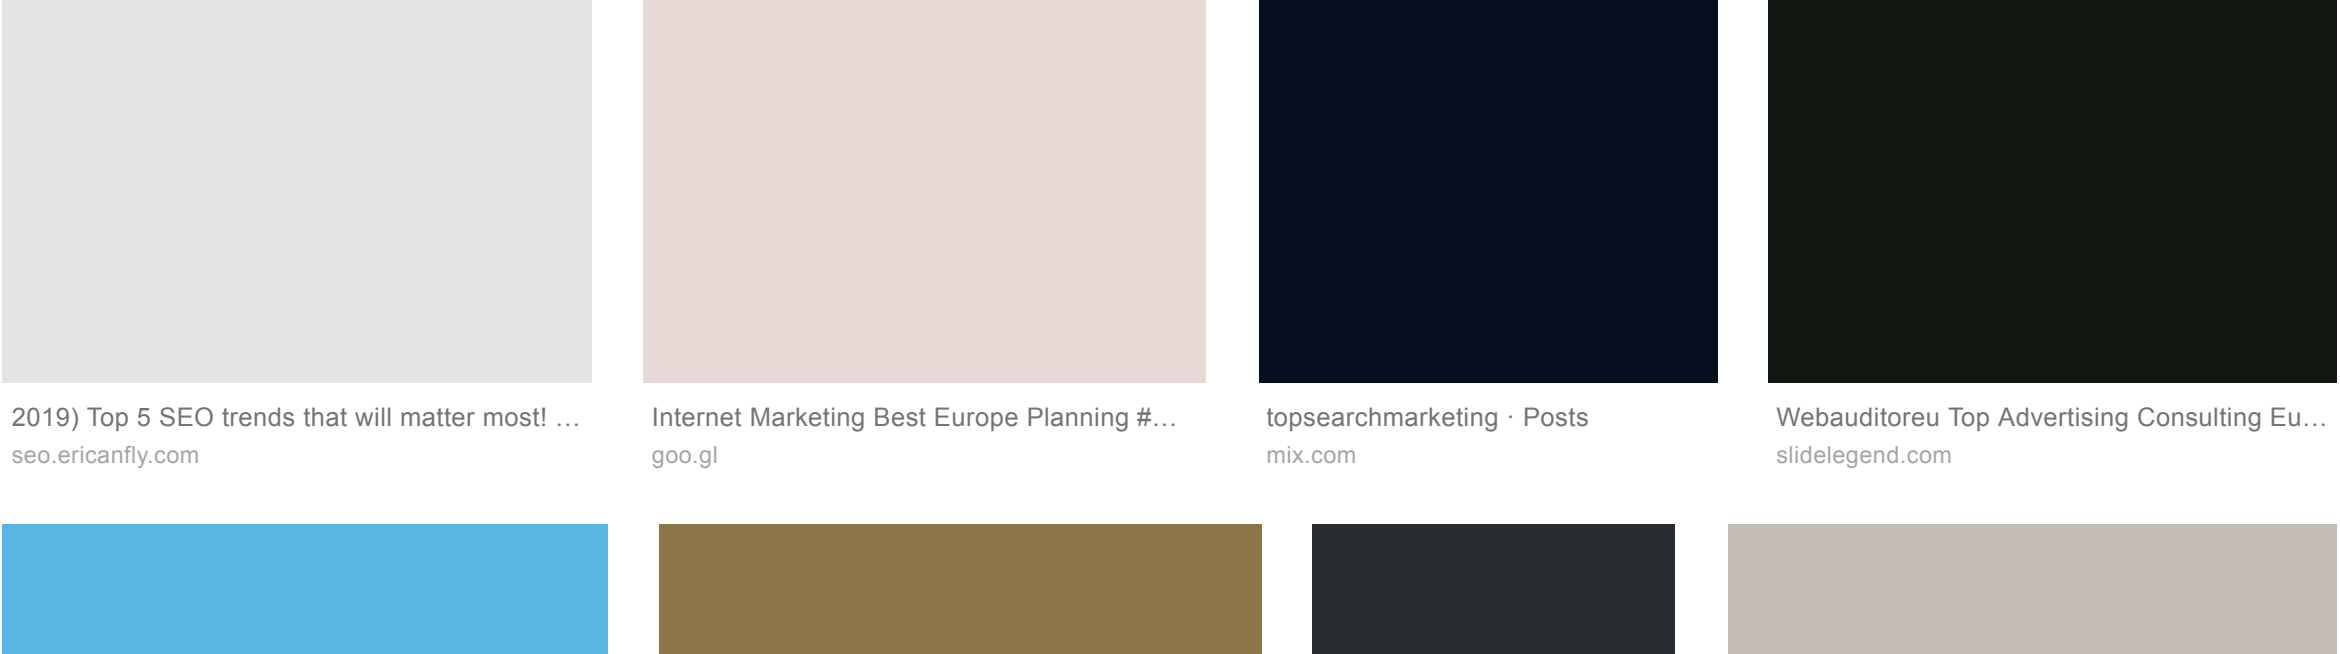 2019) Top 5 SEO trends that will matter most! ...
seo.ericanfly.com
Internet Marketing Best Europe Planning #...
goo.gl
topsearchmarketing · Posts
mix.com
Webauditoreu Top Advertising Consulting Eu...
slidelegend.com